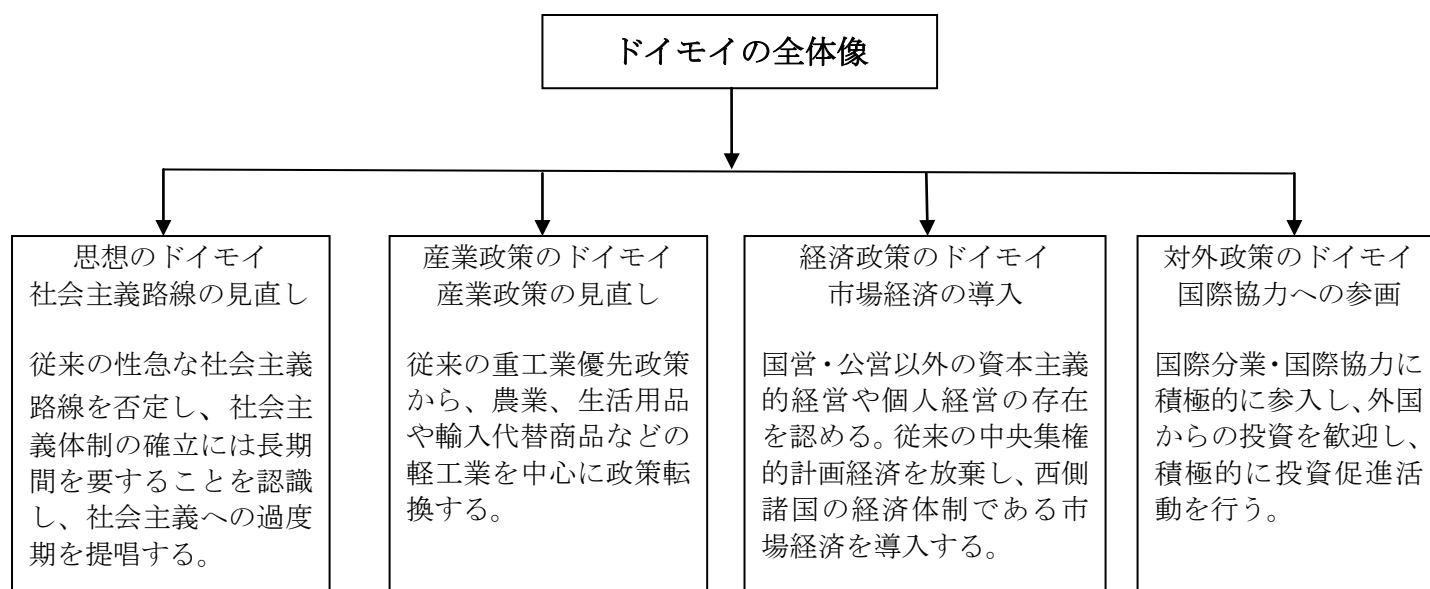 ドイモイの全体像
思想のドイモイ
社会主義路線の見直し
従来の性急な社会主義
路線を否定し、社会主
義体制の確立には長期
間を要することを認識
し、社会主義への過度
期を提唱する。
産業政策のドイモイ
産業政策の見直し
従来の重工業優先政策
から、農業、生活用品
や輸入代替商品などの
軽工業を中心に政策転
換する。
経済政策のドイモイ
市場経済の導入
国営・公営以外の資本主義
的経営や個人経営の存在
を認める。従来の中央集権
的計画経済を放棄し、西側
諸国の経済体制である市
場経済を導入する。
対外政策のドイモイ
国際協力への参画
国際分業・国際協力に
積極的に参入し、外国
からの投資を歓迎し、
積極的に投資促進活
動を行う。